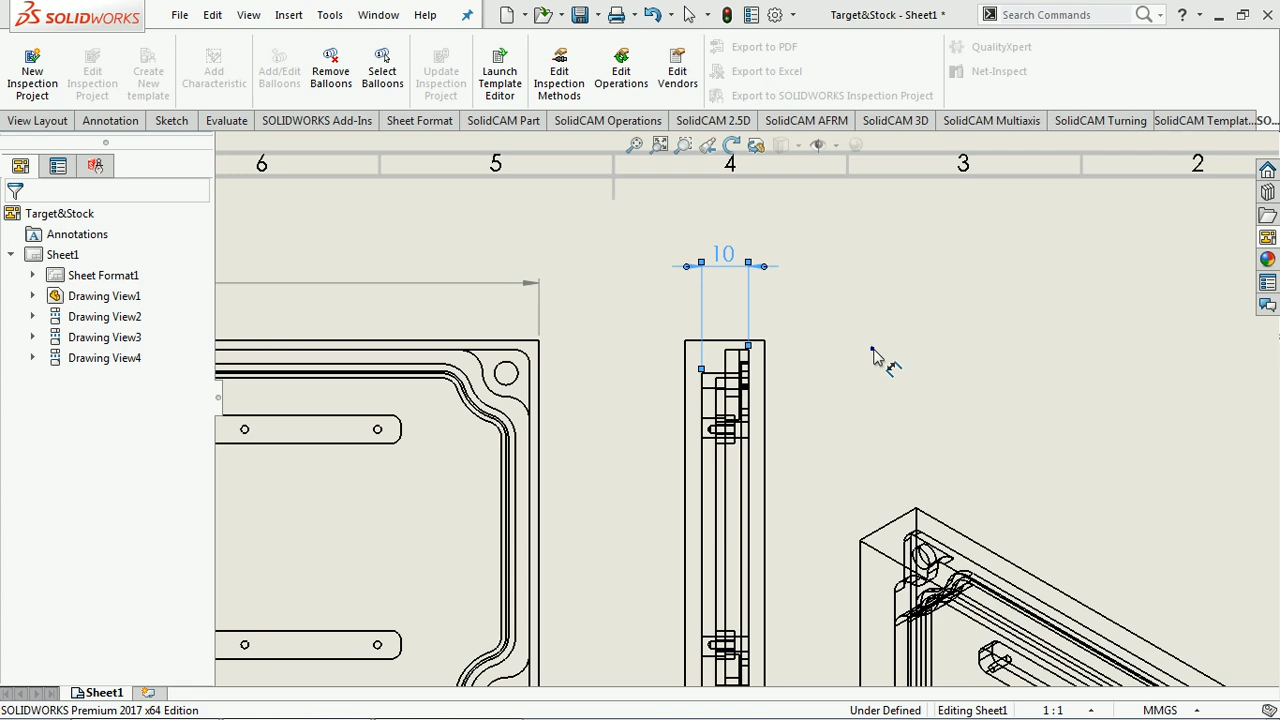 SOLIDWORKS File Edit View Insert Tools Window Help Target&Stock - Sheet1 * Search Commands ?
New Inspection Project
Edit Inspection Project
Create New template
Add Characteristic
Add/Edit Balloons
Remove Balloons
Select Balloons
Update Inspection Project
Launch Template Editor
Edit Inspection Methods
Edit Operations
Edit Vendors
Export to PDF
Export to Excel
Export to SOLIDWORKS Inspection Project
QualityXpert
Net-Inspect
View Layout Annotation Sketch Evaluate SOLIDWORKS Add-Ins Sheet Format SolidCAM Part SolidCAM Operations SolidCAM 2.5D SolidCAM AFRM SolidCAM 3D SolidCAM Multiaxis SolidCAM Turning SolidCAM Templat... SO...
6 5 4 3 2
Target&Stock
Annotations
Sheet1
Sheet Format1
Drawing View1
Drawing View2
Drawing View3
Drawing View4
10
Sheet1
SOLIDWORKS Premium 2017 x64 Edition Under Defined Editing Sheet1 1:1 MMGS